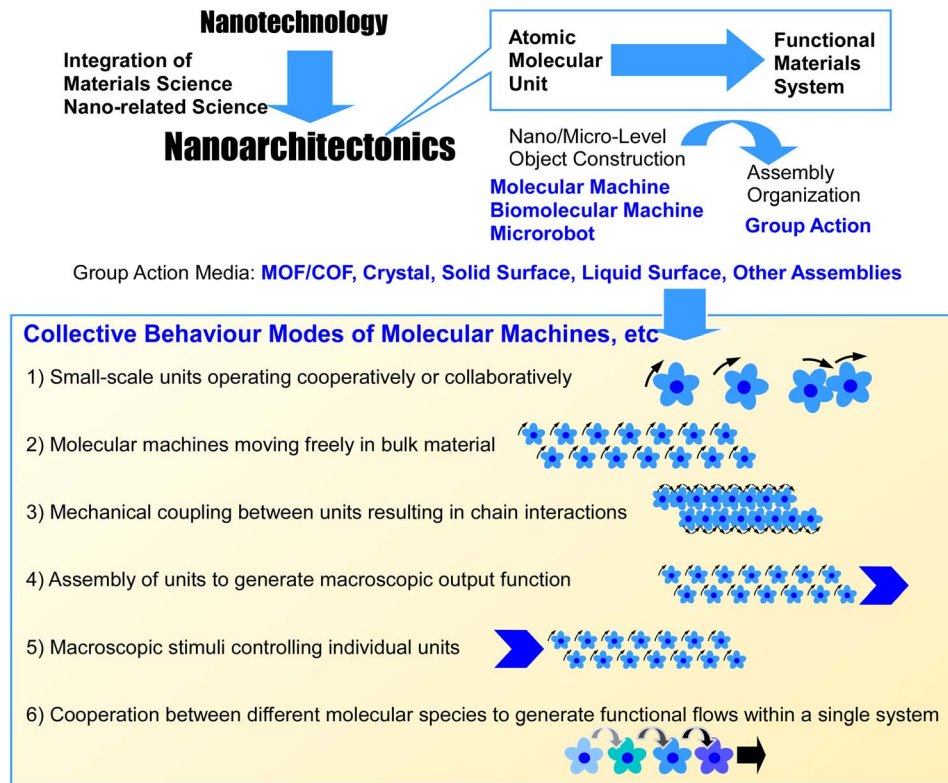 Nanotechnology
Integration of
Materials Science
Nano-related Science
Nanoarchitectonics
Atomic
Molecular
Unit
Functional
Materials
System
Nano/Micro-Level
Object Construction
Molecular Machine
Biomolecular Machine
Microrobot
Assembly
Organization
Group Action
Group Action Media: MOF/COF, Crystal, Solid Surface, Liquid Surface, Other Assemblies
Collective Behaviour Modes of Molecular Machines, etc
1) Small-scale units operating cooperatively or collaboratively
2) Molecular machines moving freely in bulk material
3) Mechanical coupling between units resulting in chain interactions
4) Assembly of units to generate macroscopic output function
5) Macroscopic stimuli controlling individual units
6) Cooperation between different molecular species to generate functional flows within a single system